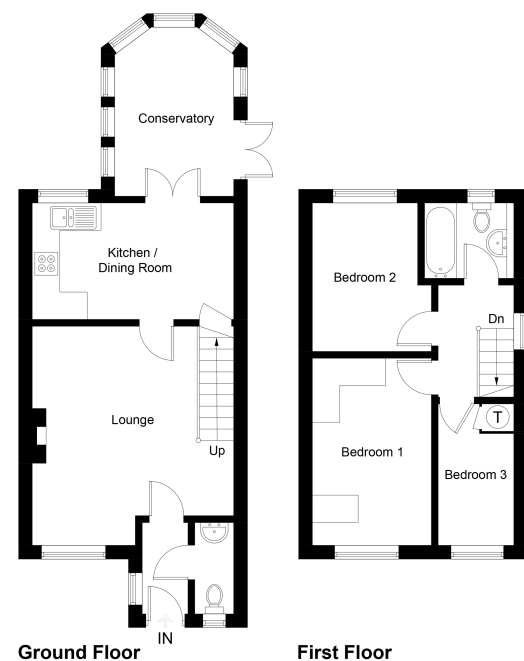 Conservatory
Kitchen /
Dining Room
Lounge
Up
IN
Ground Floor
Bedroom 2
Dn
Bedroom 1
T
Bedroom 3
First Floor